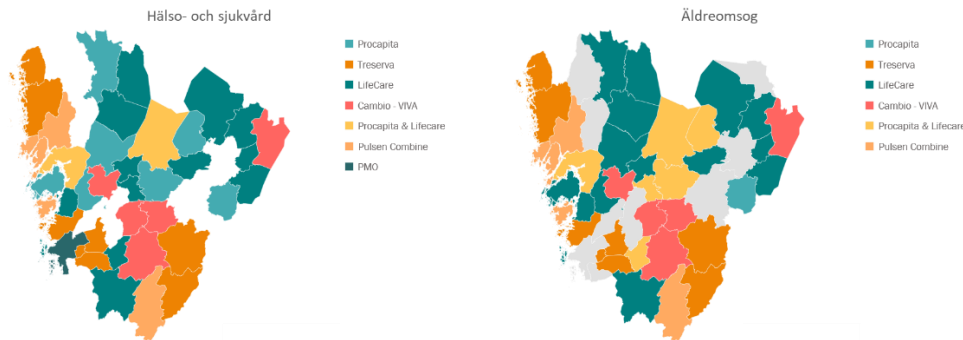 Hälso- och sjukvård
Procapita
Treserva
LifeCare
Cambio - VIVA
Procapita & Lifecare
Pulsen Combine
PMO
Äldreomsog
Procapita
Treserva
LifeCare
Cambio - VIVA
Procapita & Lifecare
Pulsen Combine